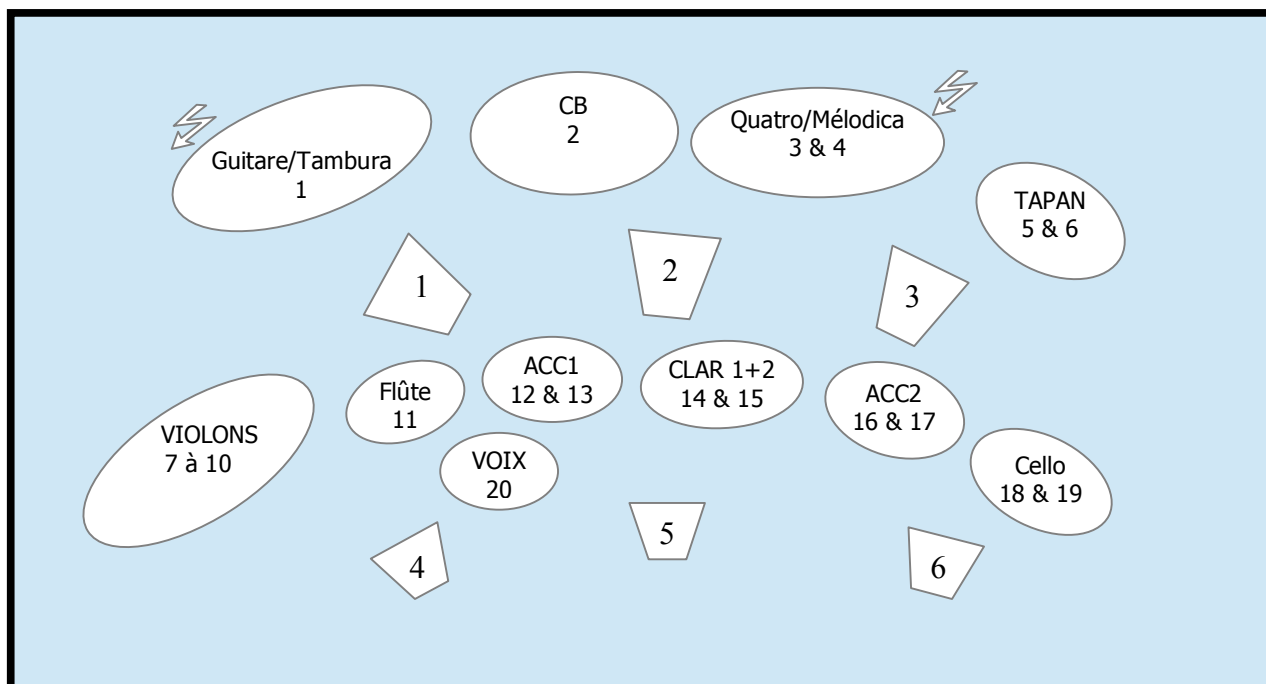 CB
2
Quatro/Mélodica
3 & 4
Guitare/Tambura
1
TAPAN
5 & 6
1
2
3
Flûte
11
ACC1
12 & 13
CLAR 1+2
14 & 15
ACC2
16 & 17
VIOLONS
7 à 10
VOIX
20
Cello
18 & 19
4
5
6